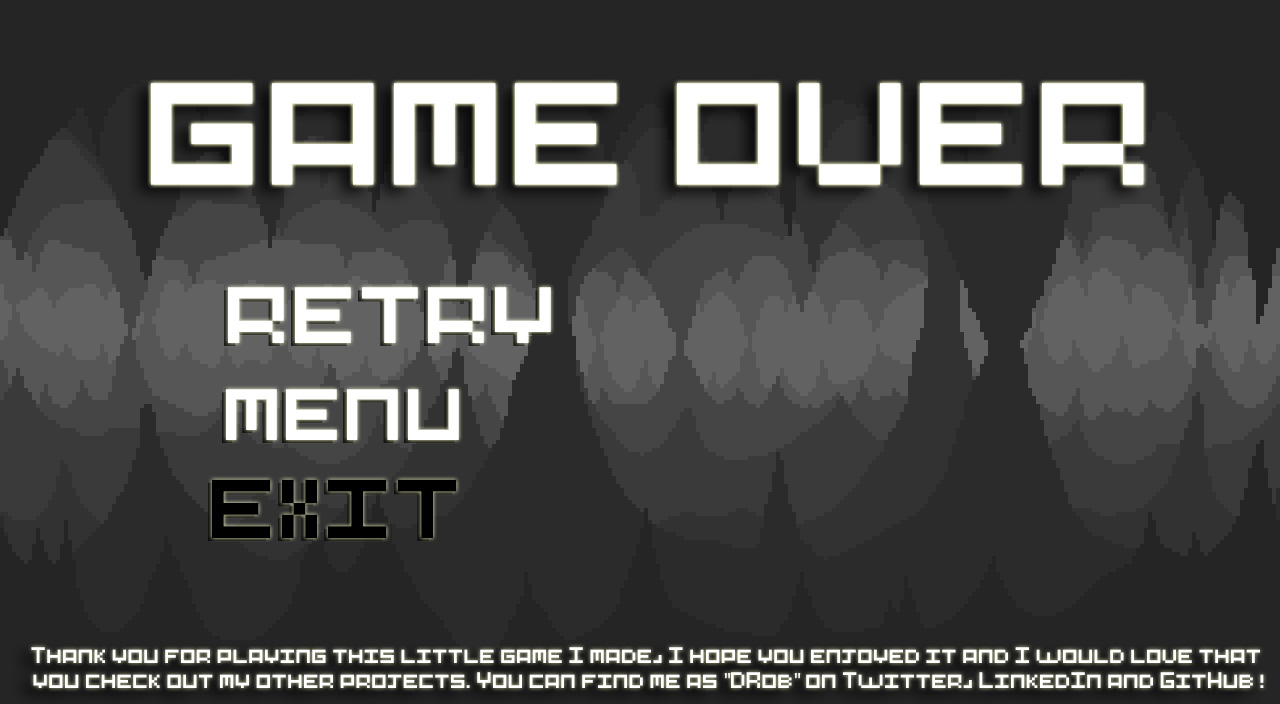 GAME OVER
RETRY
MENU
EXIT
Thank you for playing this little game I made, I hope you enjoyed it and I would love that
you check out my other projects. You can find me as "DRob" on Twitter, LinkedIn and GitHub!